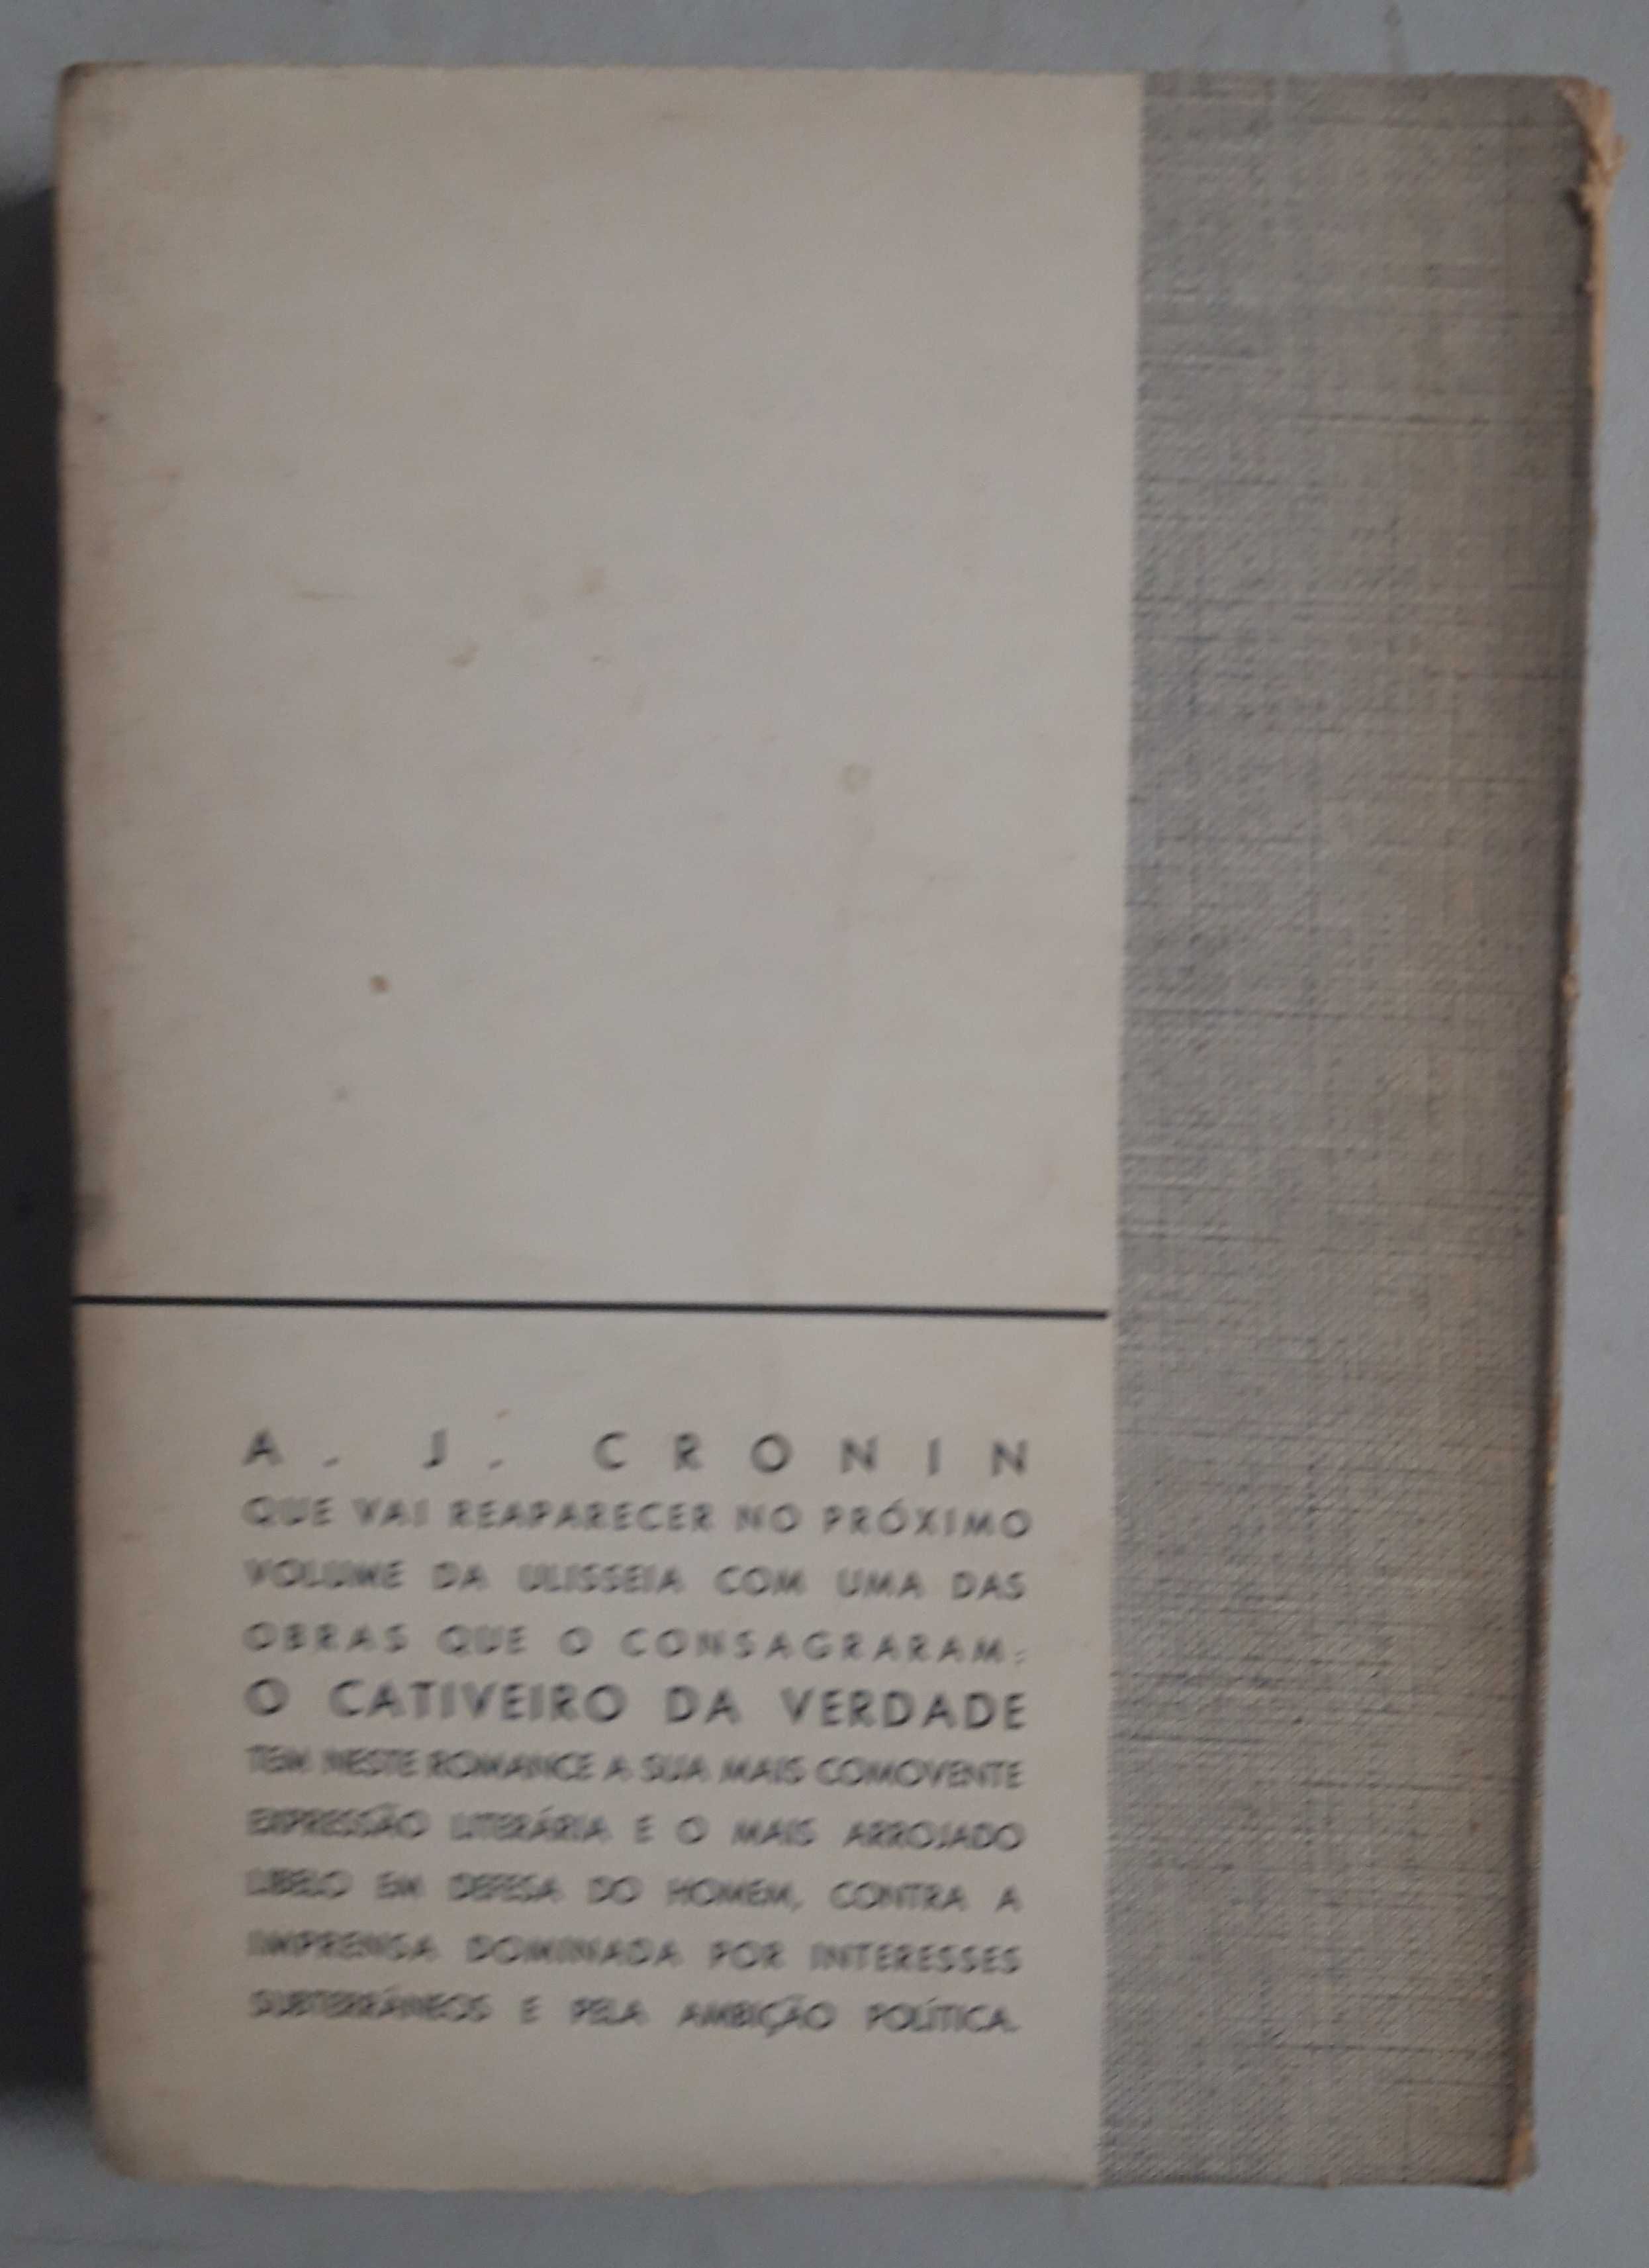 A. J. CRONIN
QUE VAI REAPARECER NO PRÓXIMO
VOLUME DA ULISSEIA COM UMA DAS
OBRAS QUE O CONSAGRARAM:
O CATIVEIRO DA VERDADE
TEM NESTE ROMANCE A SUA MAIS COMOVENTE
EXPRESSÃO LITERÁRIA E O MAIS ARROJADO
LIBELO EM DEFESA DO HOMEM, CONTRA A
IMPRENSA DOMINADA POR INTERESSES
SUBTERRÂNEOS E PELA AMBIÇÃO POLÍTICA.